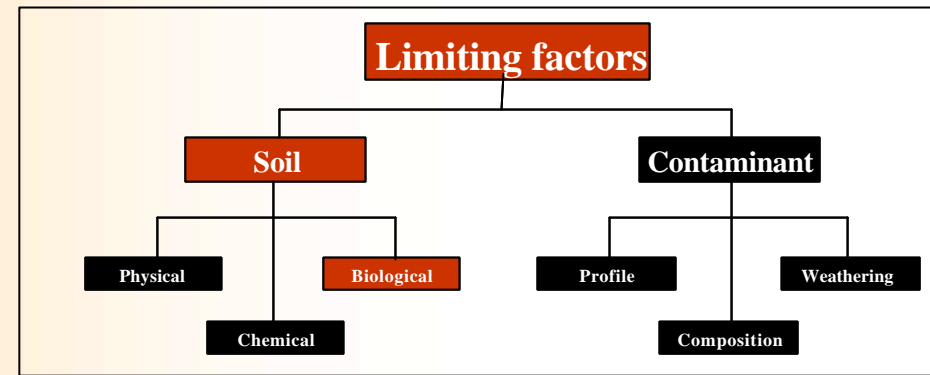 Limiting factors
Soil
Contaminant
Physical
Biological
Profile
Weathering
Chemical
Composition